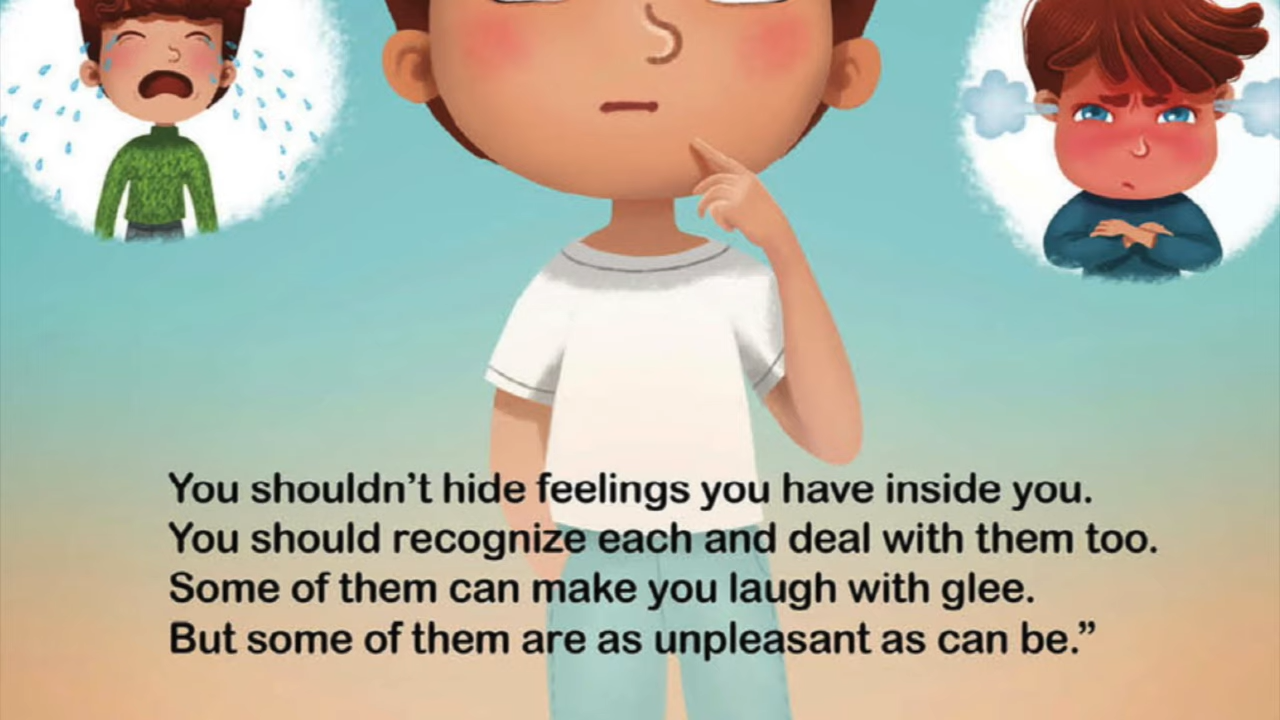 You shouldn’t hide feelings you have inside you.
You should recognize each and deal with them too.
Some of them can make you laugh with glee.
But some of them are as unpleasant as can be.”